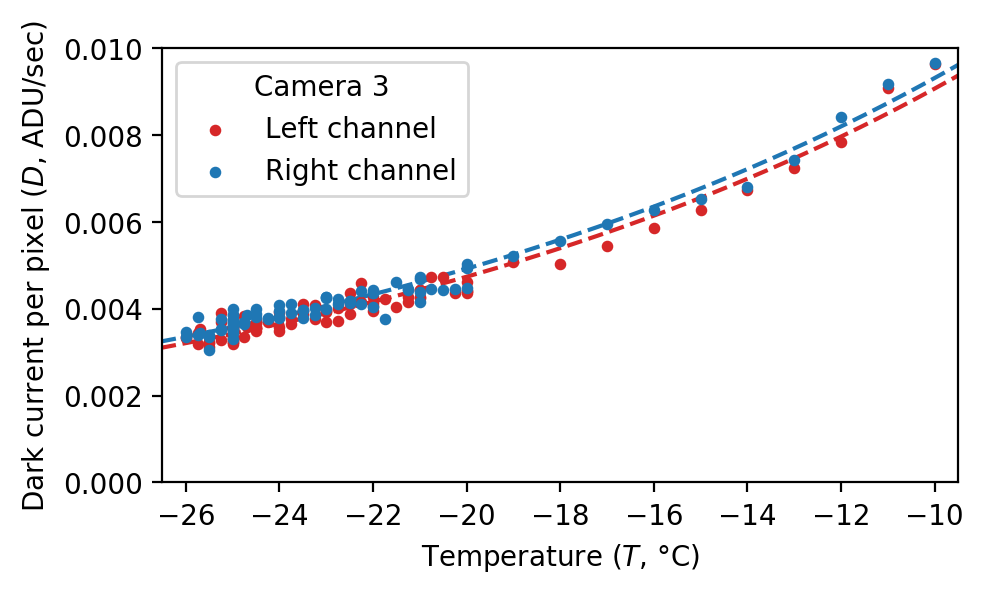 Camera 3
Left channel
Right channel
Dark current per pixel (D, ADU/sec)
0.010
0.008
0.006
0.004
0.002
0.000
−26 −24 −22 −20 −18 −16 −14 −12 −10
Temperature (T, °C)